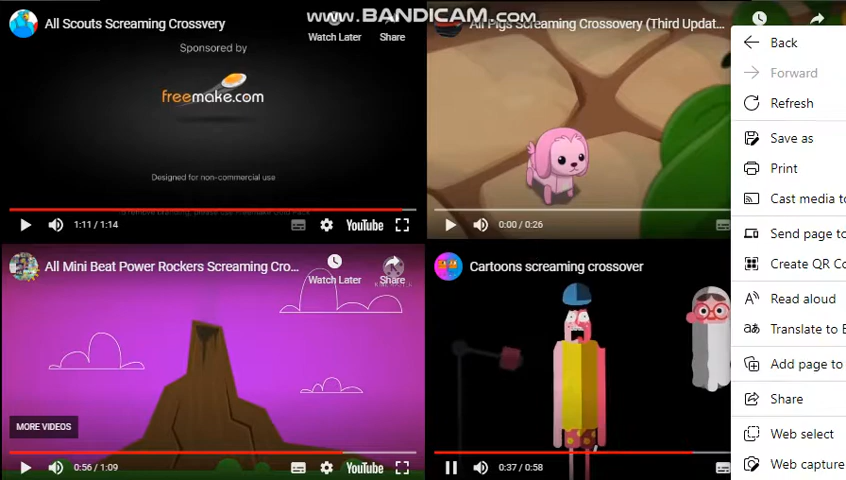 www.BANDICAM.com
All Scouts Screaming Crossvery
Watch Later
Share
Sponsored by
freemake.com
Designed for non-commercial use
1:11 / 1:14
YouTube
All Pigs Screaming Crossovery (Third Updat...
0:00 / 0:26
All Mini Beat Power Rockers Screaming Cro...
Watch Later
Share
MORE VIDEOS
0:56 / 1:09
YouTube
Cartoons screaming crossover
0:37 / 0:58
Back
Forward
Refresh
Save as
Print
Cast media to
Send page to
Create QR Co
Read aloud
Translate to E
Add page to
Share
Web select
Web capture